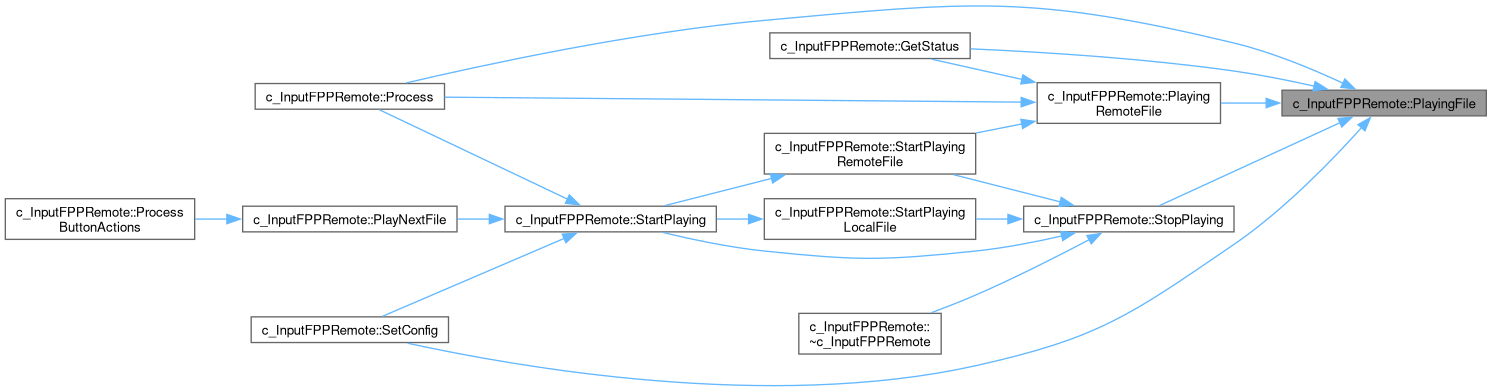 c_InputFPPRemote::GetStatus
c_InputFPPRemote::Process
c_InputFPPRemote::Playing
RemoteFile
c_InputFPPRemote::PlayingFile
c_InputFPPRemote::StartPlaying
RemoteFile
c_InputFPPRemote::Process
ButtonActions
c_InputFPPRemote::PlayNextFile
c_InputFPPRemote::StartPlaying
c_InputFPPRemote::StartPlaying
LocalFile
c_InputFPPRemote::StopPlaying
c_InputFPPRemote::SetConfig
c_InputFPPRemote::
~c_InputFPPRemote